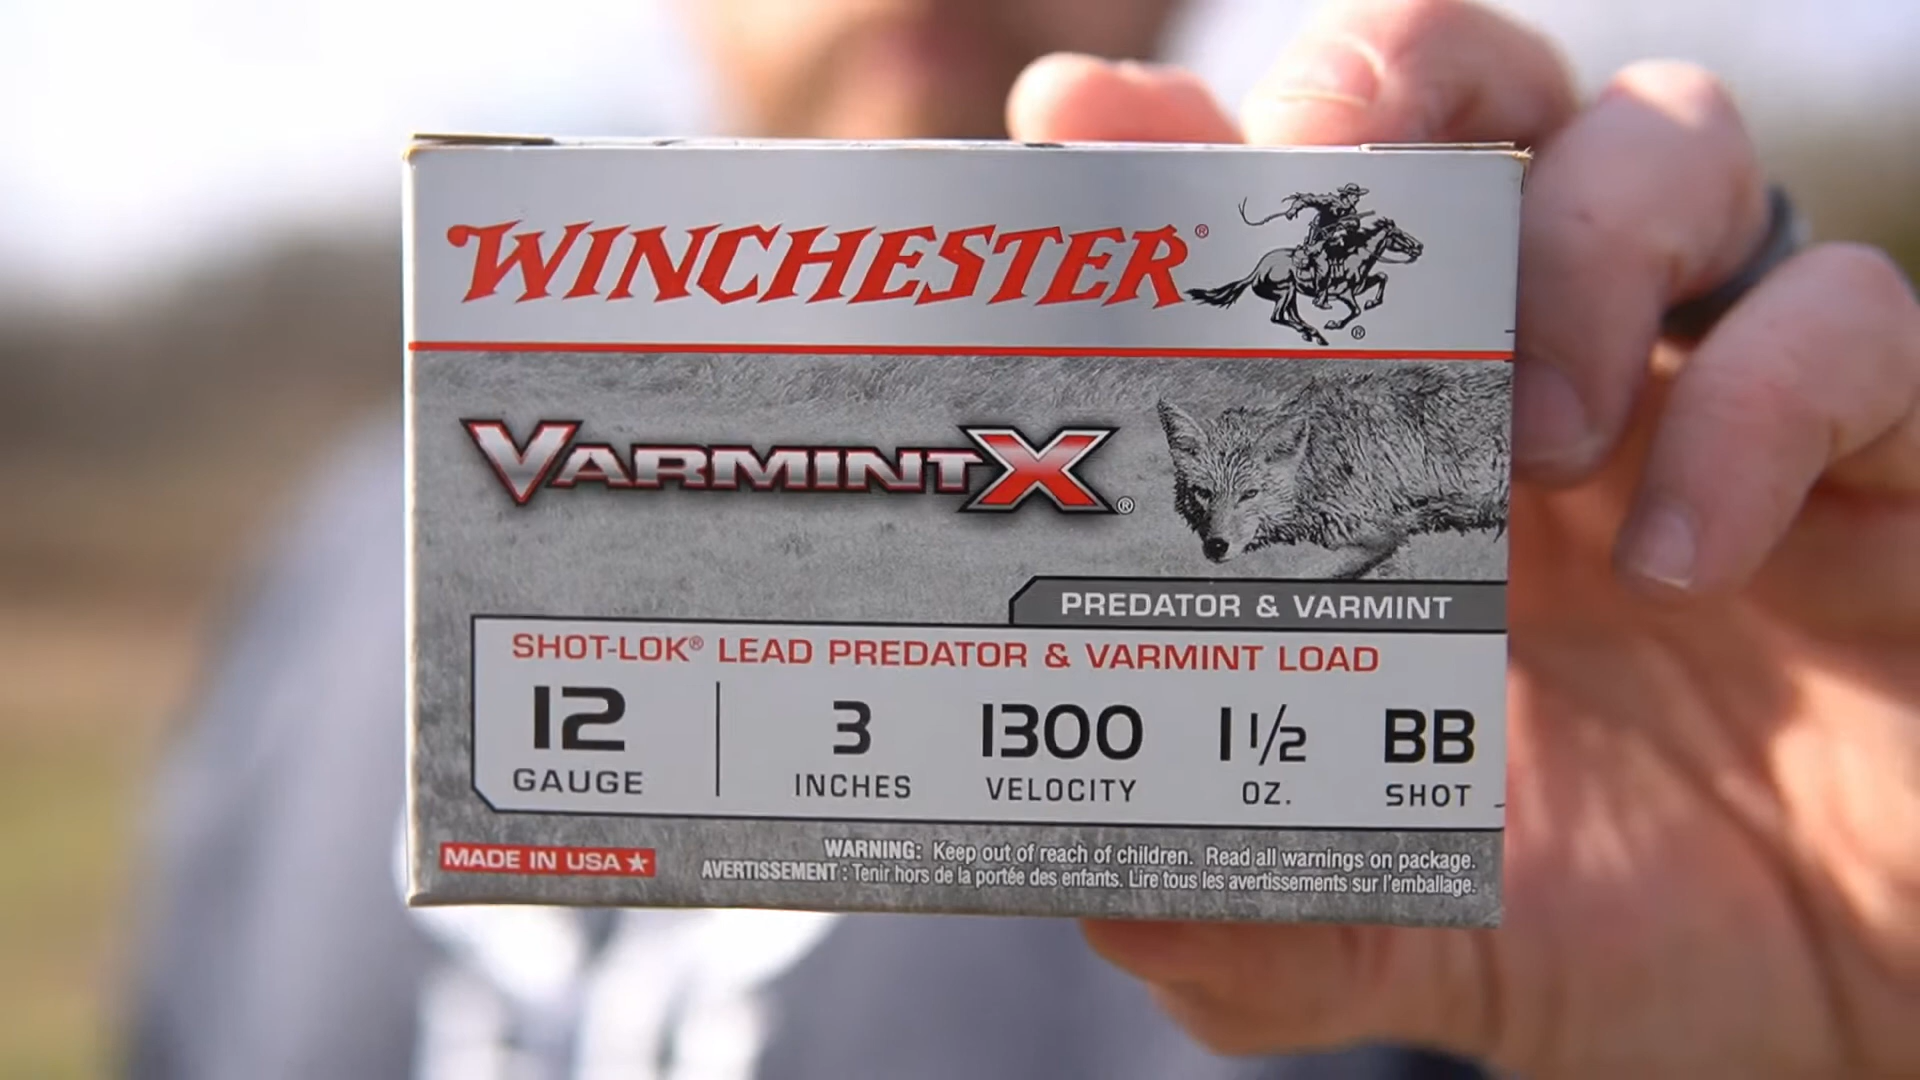 WINCHESTER®
®
VARMINT X®
PREDATOR & VARMINT
SHOT-LOK® LEAD PREDATOR & VARMINT LOAD
12 3 1300 1 1/2 BB
GAUGE INCHES VELOCITY OZ. SHOT
MADE IN USA ★
WARNING: Keep out of reach of children. Read all warnings on package.
AVERTISSEMENT : Tenir hors de la portée des enfants. Lire tous les avertissements sur l'emballage.